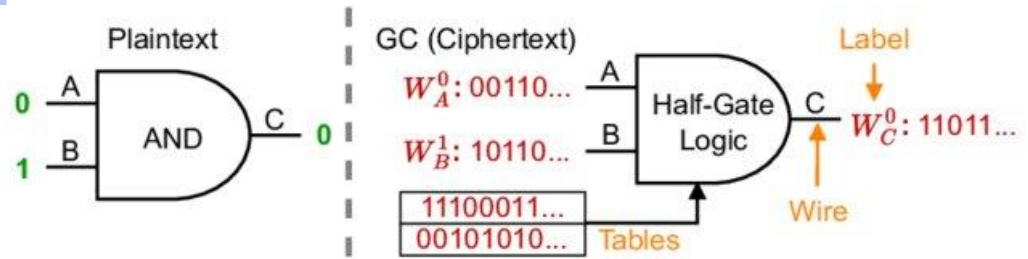 Plaintext
0 A
AND
C 0
1 B
GC (Ciphertext)
W_A^0: 00110...
A
W_B^1: 10110...
B
Half-Gate
Logic
C
Label
W_C^0: 11011...
Wire
11100011...
00101010...
Tables